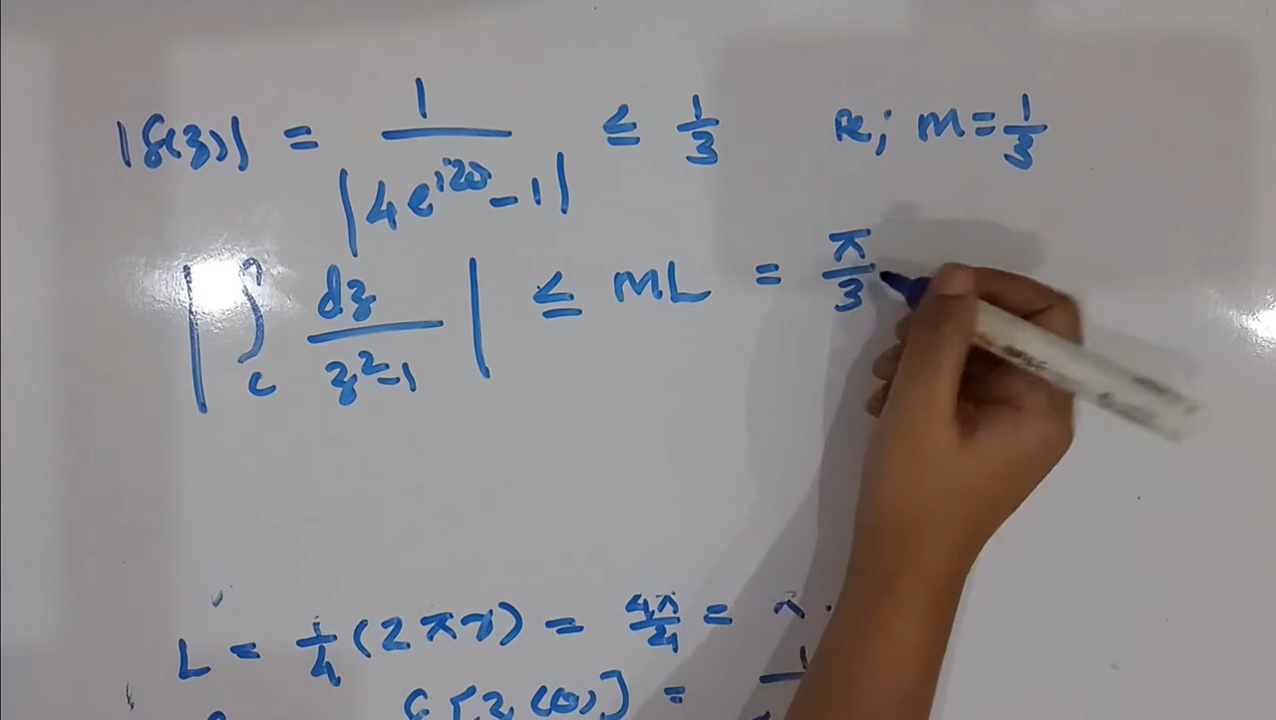 |f(z)| = 1/|4e^{i2θ} - 1| ≤ 1/3 ; M = 1/3
|∫_C dz/(z²-1)| ≤ ML = π/3
L = 1/4 (2πr) = 4π/4 = π.
f[z(θ)] = 1